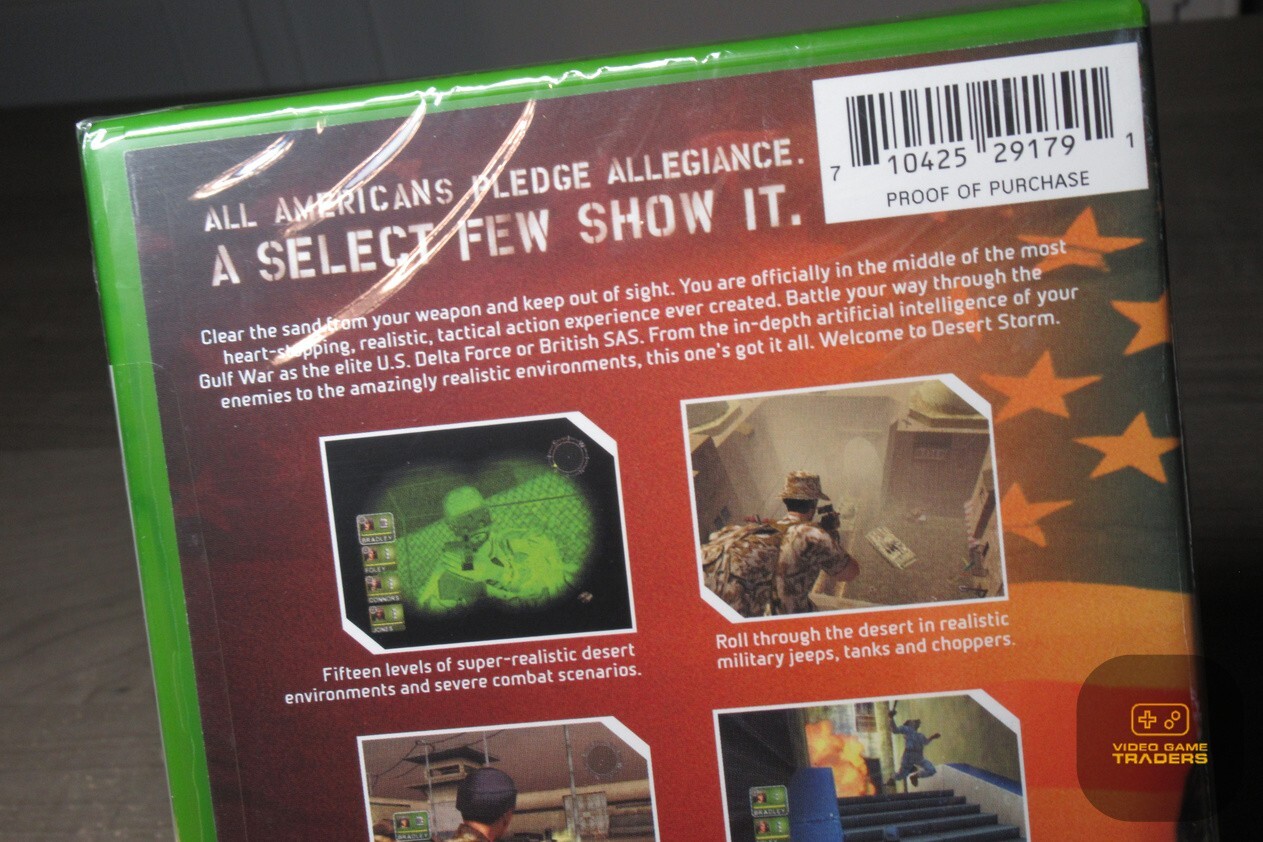 ALL AMERICANS PLEDGE ALLEGIANCE.
A SELECT FEW SHOW IT.
7 10425 29179 1
PROOF OF PURCHASE
Clear the sand from your weapon and keep out of sight. You are officially in the middle of the most
heart-stopping, realistic, tactical action experience ever created. Battle your way through the
Gulf War as the elite U.S. Delta Force or British SAS. From the in-depth artificial intelligence of your
enemies to the amazingly realistic environments, this one's got it all. Welcome to Desert Storm.
BRADLEY
FOLEY
CONNORS
JONES
Fifteen levels of super-realistic desert
environments and severe combat scenarios.
Roll through the desert in realistic
military jeeps, tanks and choppers.
BRADLEY
BRADLEY
VIDEO GAME
TRADERS